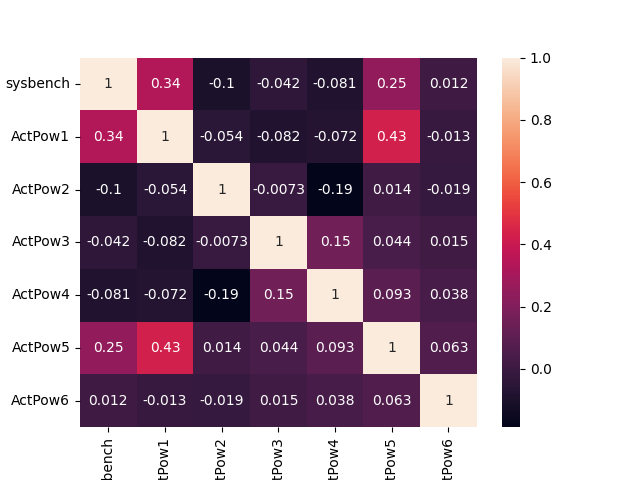 sysbench 1 0.34 -0.1 -0.042 -0.081 0.25 0.012
ActPow1 0.34 1 -0.054 -0.082 -0.072 0.43 -0.013
ActPow2 -0.1 -0.054 1 -0.0073 -0.19 0.014 -0.019
ActPow3 -0.042 -0.082 -0.0073 1 0.15 0.044 0.015
ActPow4 -0.081 -0.072 -0.19 0.15 1 0.093 0.038
ActPow5 0.25 0.43 0.014 0.044 0.093 1 0.063
ActPow6 0.012 -0.013 -0.019 0.015 0.038 0.063 1
bench
tPow1
tPow2
tPow3
tPow4
tPow5
tPow6
1.0
0.8
0.6
0.4
0.2
0.0